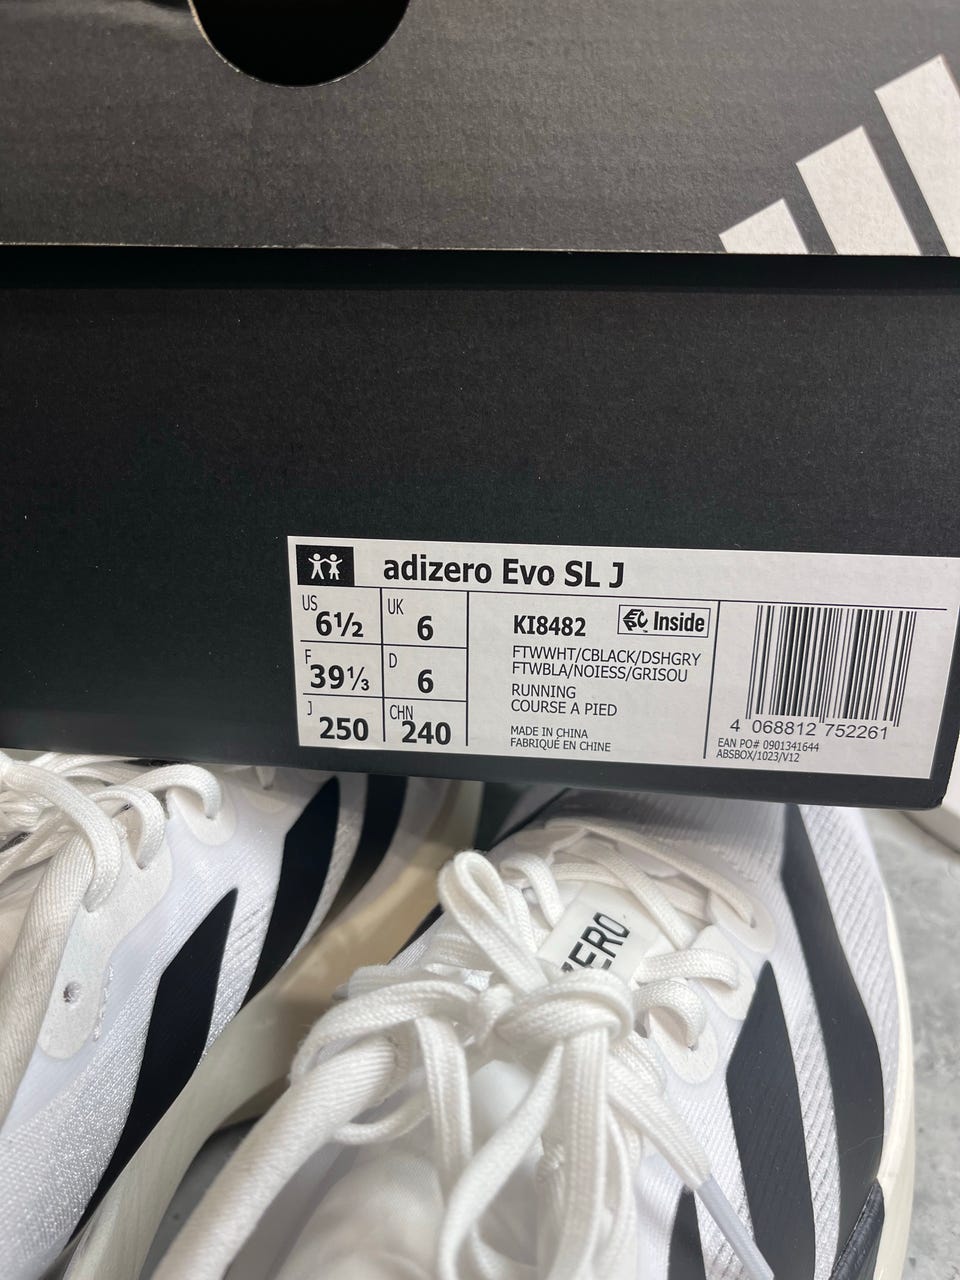 adizero Evo SL J
US 6½ UK 6
F 39⅓ D 6
J 250 CHN 240
KI8482 Inside
FTWWHT/CBLACK/DSHGRY
FTWBLA/NOIESS/GRISOU
RUNNING
COURSE A PIED
MADE IN CHINA
FABRIQUÉ EN CHINE
4 068812 752261
EAN PO# 0901341644
ABSBOX/1023/V12
ZERO